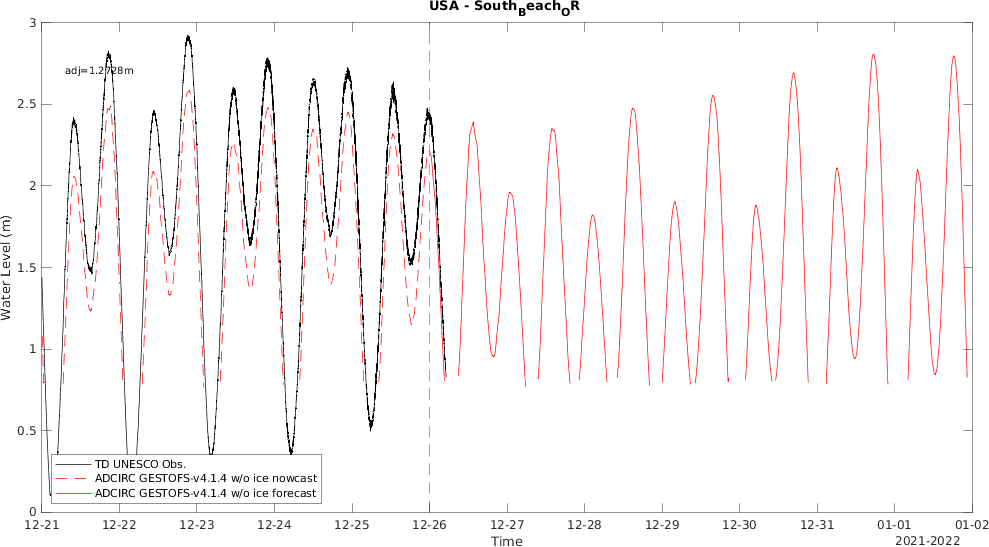 USA - SouthBeachOR
3
adj=1.2728m
2.5
2
1.5
1
0.5
0
Water Level (m)
TD UNESCO Obs.
ADCIRC GESTOFS-v4.1.4 w/o ice nowcast
ADCIRC GESTOFS-v4.1.4 w/o ice forecast
12-21 12-22 12-23 12-24 12-25 12-26 12-27 12-28 12-29 12-30 12-31 01-01 01-02
Time
2021-2022